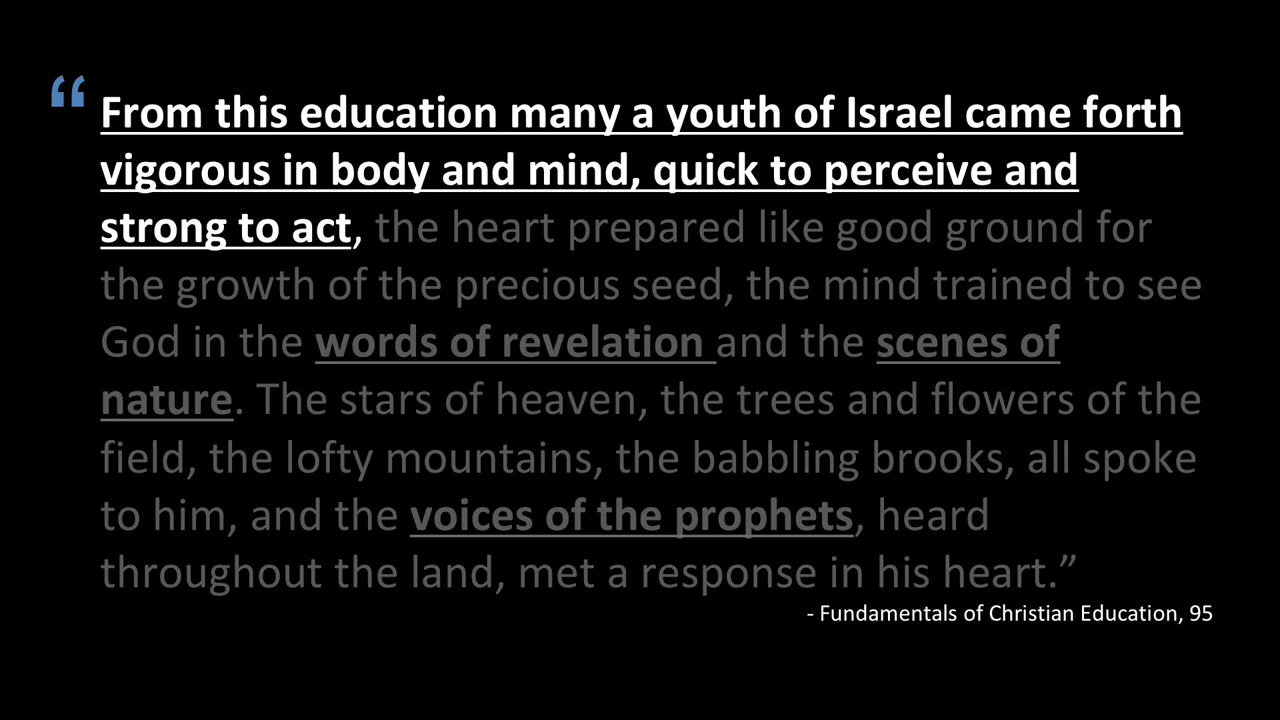 “ From this education many a youth of Israel came forth
vigorous in body and mind, quick to perceive and
strong to act, the heart prepared like good ground for
the growth of the precious seed, the mind trained to see
God in the words of revelation and the scenes of
nature. The stars of heaven, the trees and flowers of the
field, the lofty mountains, the babbling brooks, all spoke
to him, and the voices of the prophets, heard
throughout the land, met a response in his heart.”
- Fundamentals of Christian Education, 95